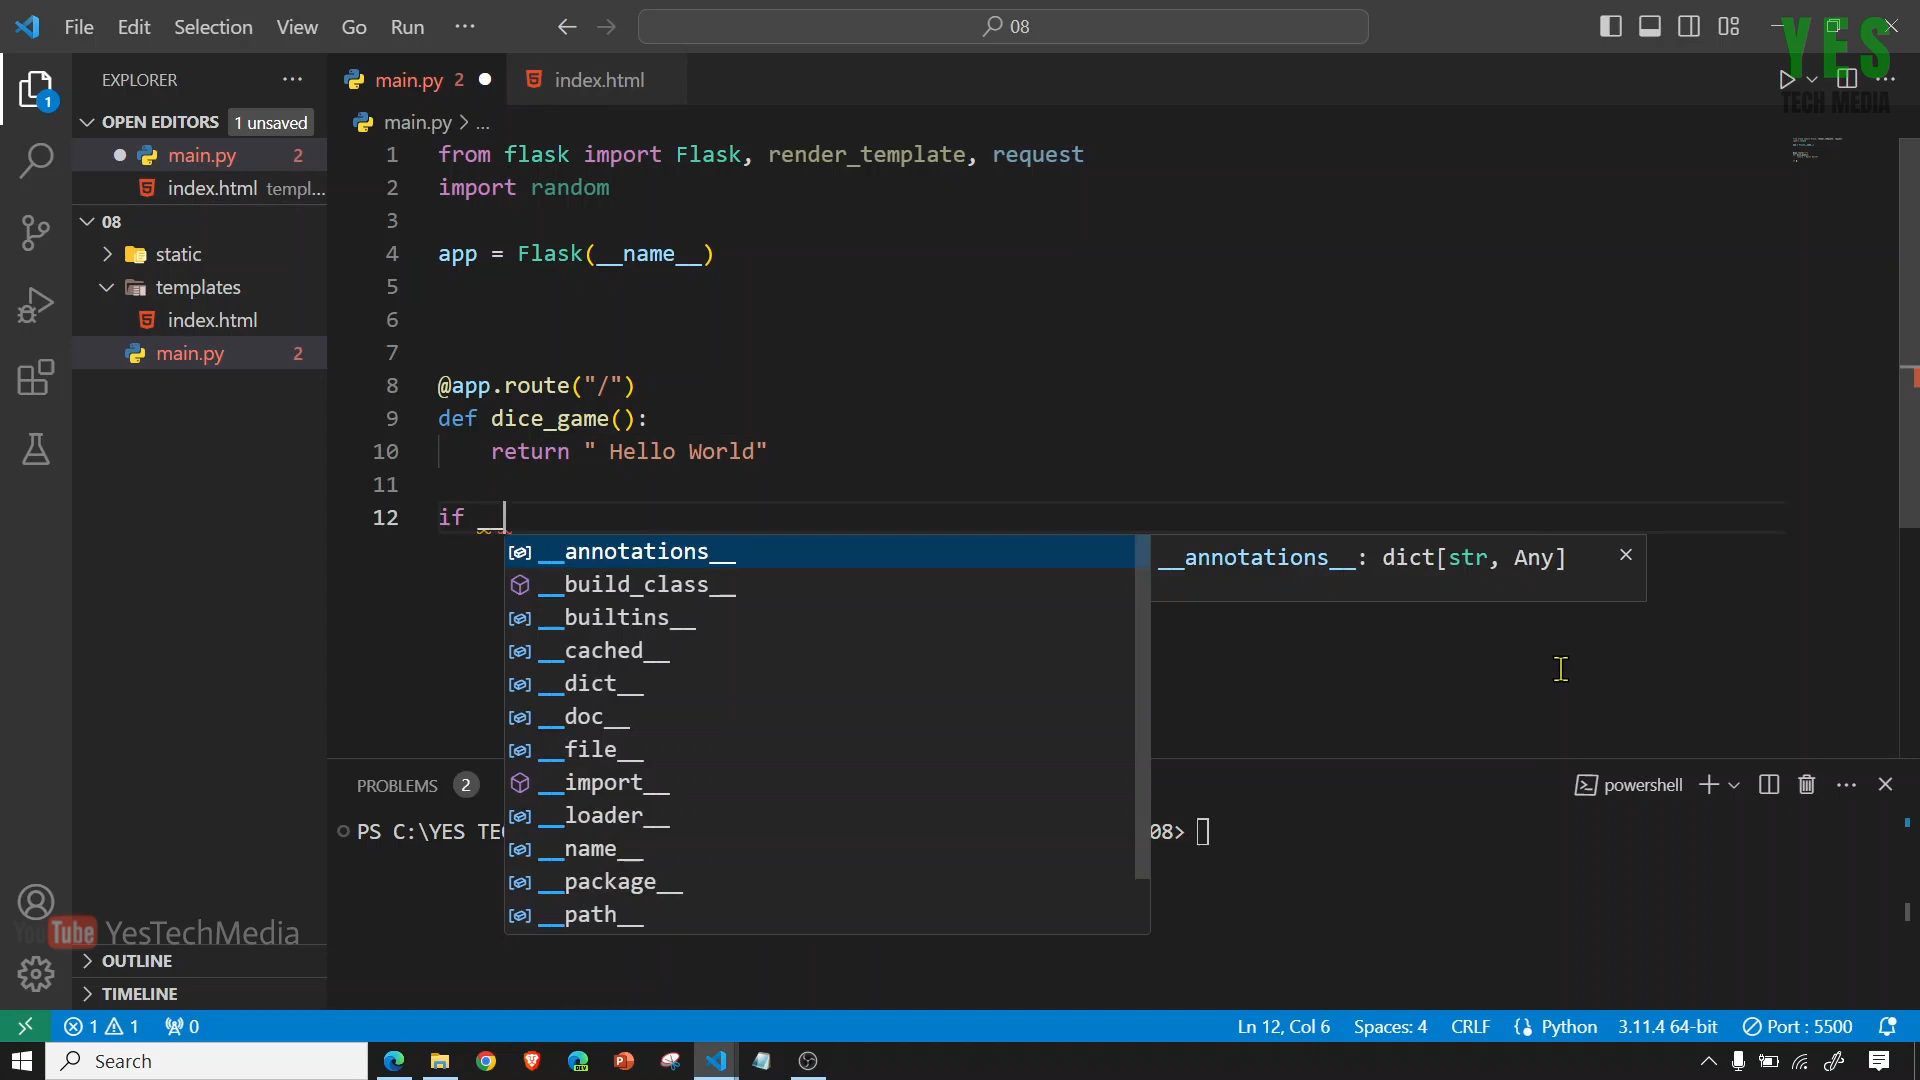 File Edit Selection View Go Run ...
08
YES
TECH MEDIA
EXPLORER
OPEN EDITORS 1 unsaved
main.py 2
index.html templ...
08
static
templates
index.html
main.py 2
OUTLINE
TIMELINE
YouTube YesTechMedia
main.py 2
index.html
main.py > ...
1 from flask import Flask, render_template, request
2 import random
3
4 app = Flask(__name__)
5
6
7
8 @app.route("/")
9 def dice_game():
10 return " Hello World"
11
12 if __
__annotations__
__build_class__
__builtins__
__cached__
__dict__
__doc__
__file__
__import__
__loader__
__name__
__package__
__path__
__annotations__: dict[str, Any]
PROBLEMS 2
powershell
PS C:\YES TE
08>
1 1 0
Ln 12, Col 6 Spaces: 4 CRLF Python 3.11.4 64-bit Port : 5500
Search